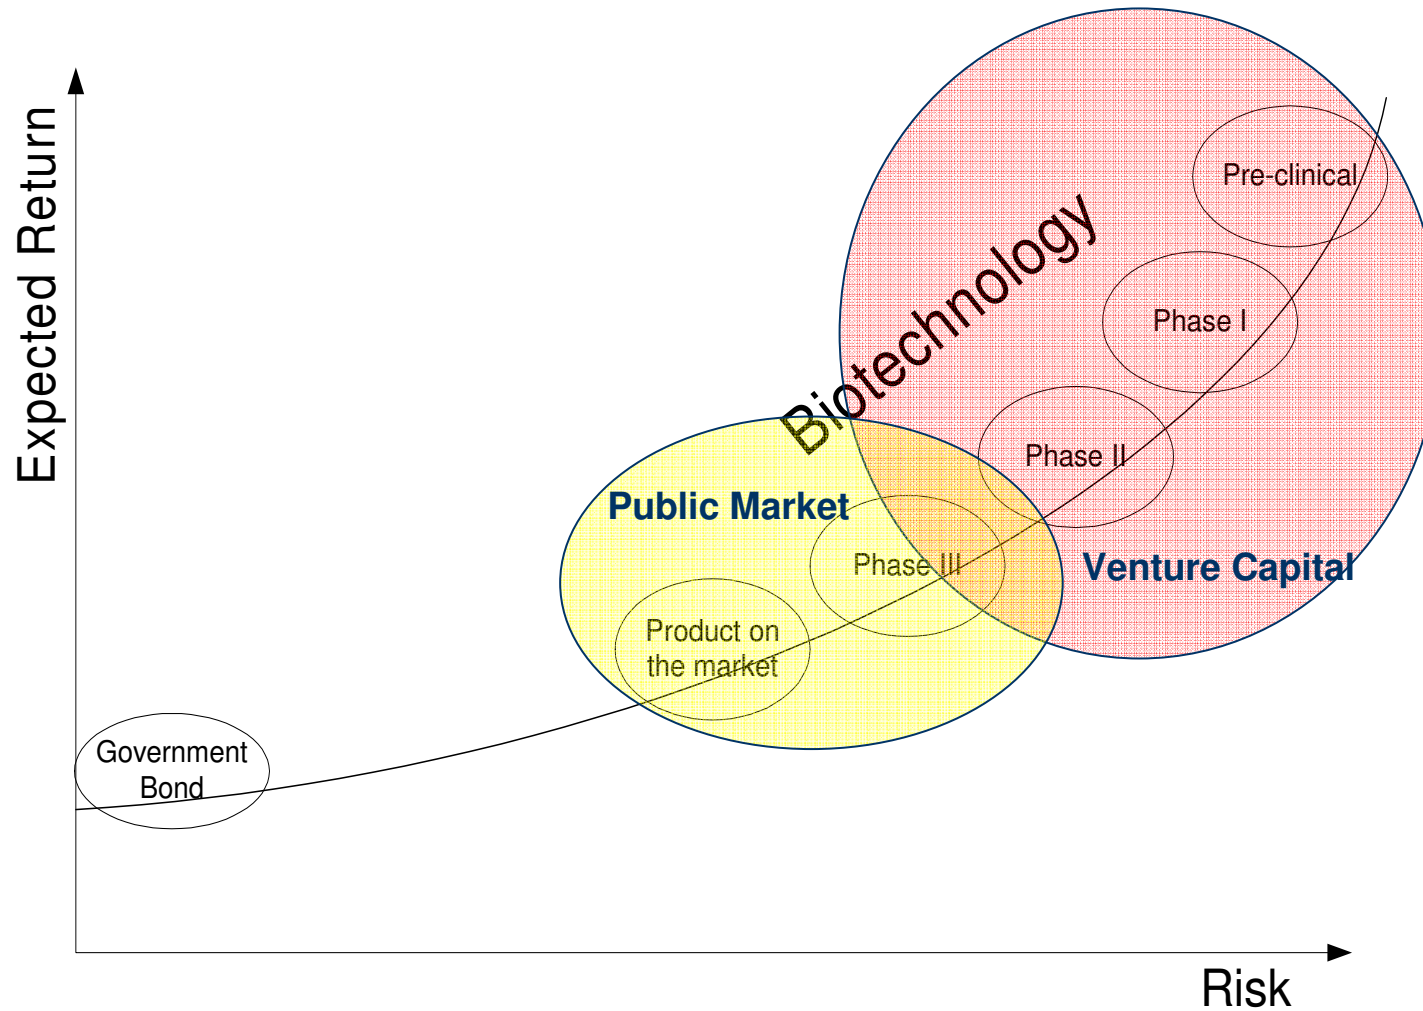 Expected Return
Biotechnology
Pre-clinical
Phase I
Phase II
Public Market
Phase III
Venture Capital
Product on
the market
Government
Bond
Risk